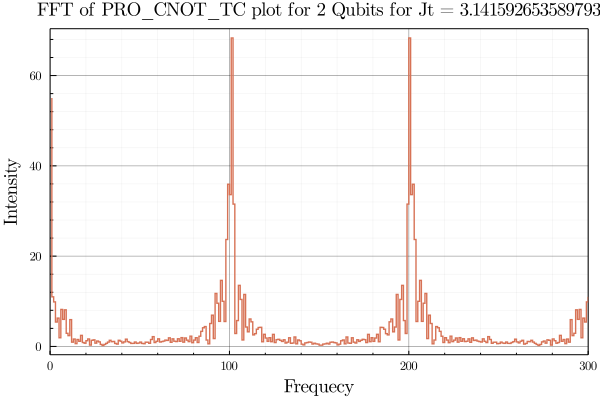 FFT of PRO_CNOT_TC plot for 2 Qubits for Jt = 3.141592653589793
Intensity
60
40
20
0
0 100 200 300
Frequecy